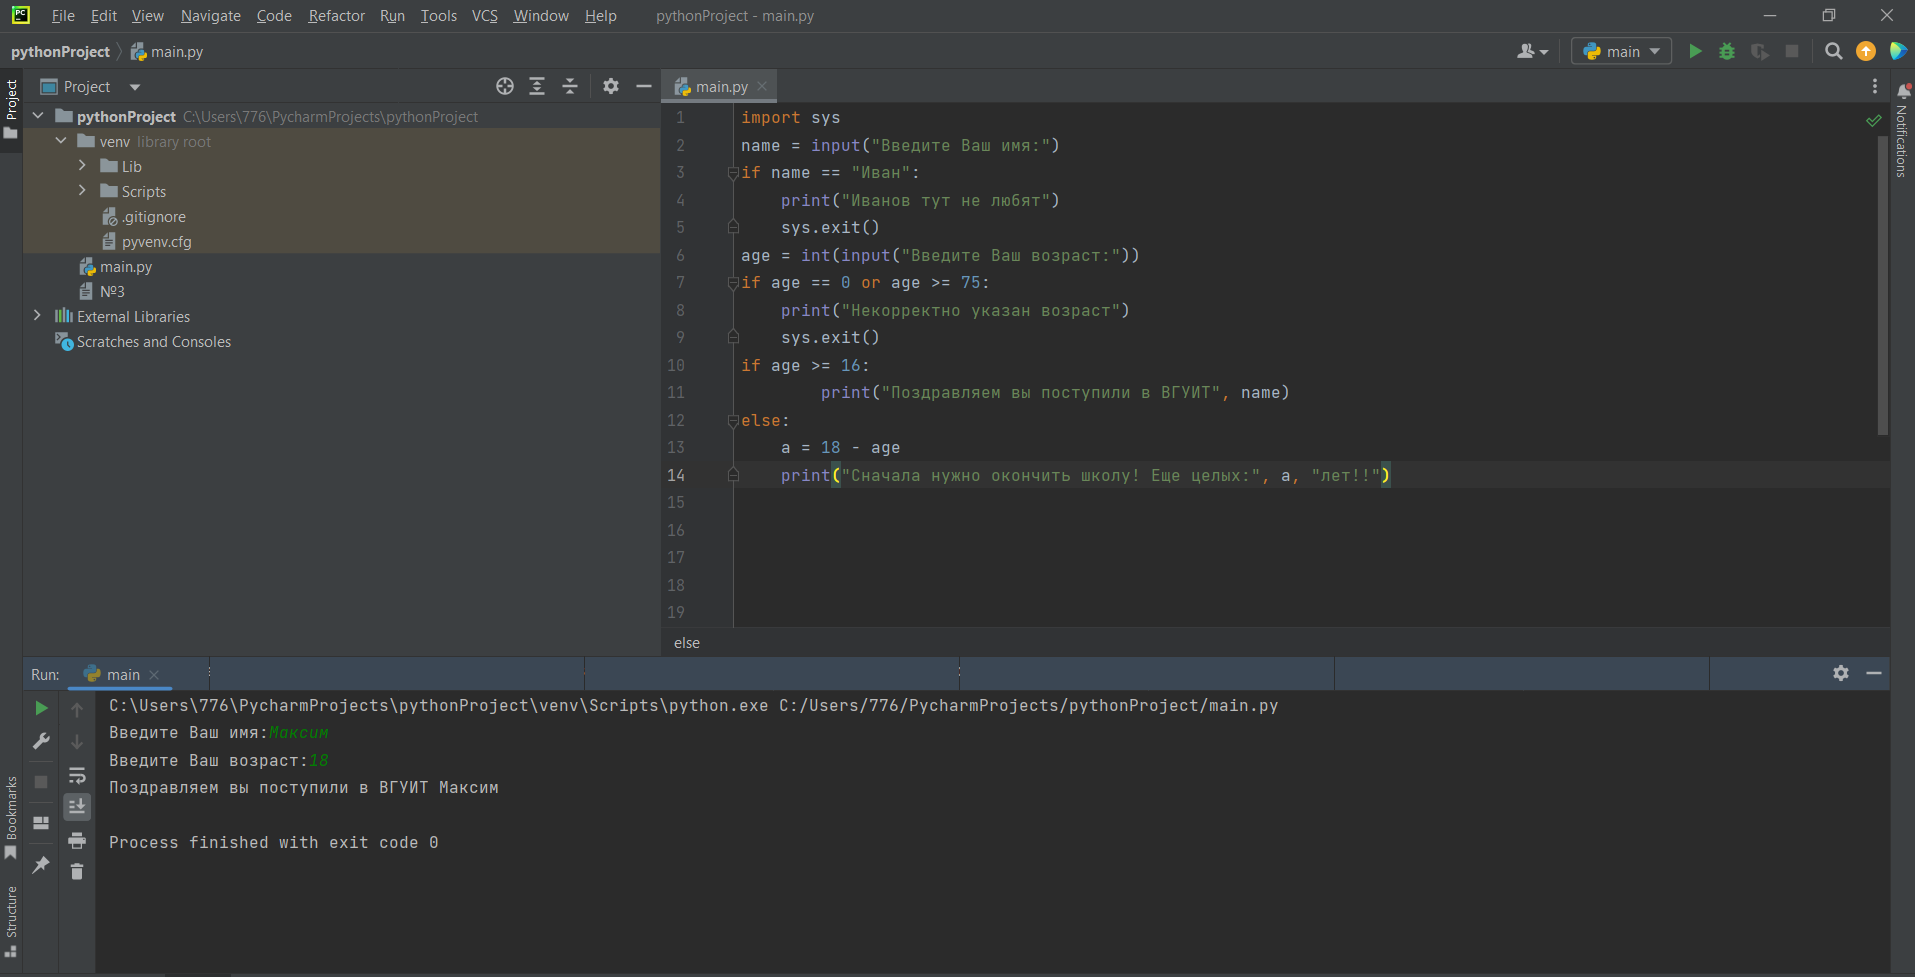 PC File Edit View Navigate Code Refactor Run Tools VCS Window Help pythonProject - main.py
pythonProject main.py main
Project
Project main.py
pythonProject C:\Users\776\PycharmProjects\pythonProject
venv library root
Lib
Scripts
.gitignore
pyvenv.cfg
main.py
№3
External Libraries
Scratches and Consoles
1 import sys
2 name = input("Введите Ваш имя:")
3 if name == "Иван":
4 print("Иванов тут не любят")
5 sys.exit()
6 age = int(input("Введите Ваш возраст:"))
7 if age == 0 or age >= 75:
8 print("Некорректно указан возраст")
9 sys.exit()
10 if age >= 16:
11 print("Поздравляем вы поступили в ВГУИТ", name)
12 else:
13 a = 18 - age
14 print("Сначала нужно окончить школу! Еще целых:", a, "лет!!")
15
16
17
18
19
else
Notifications
Run: main
C:\Users\776\PycharmProjects\pythonProject\venv\Scripts\python.exe C:/Users/776/PycharmProjects/pythonProject/main.py
Введите Ваш имя:Максим
Введите Ваш возраст:18
Поздравляем вы поступили в ВГУИТ Максим
Process finished with exit code 0
Bookmarks
Structure